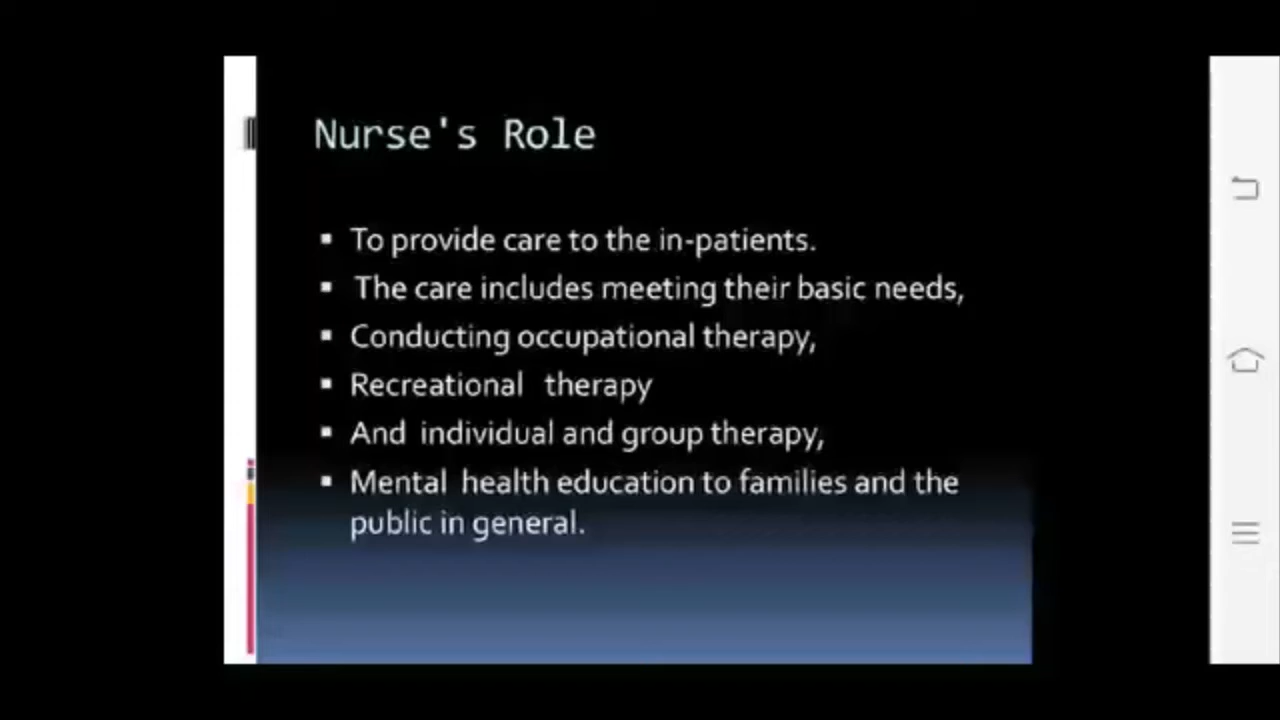 Nurse's Role
To provide care to the in-patients.
The care includes meeting their basic needs,
Conducting occupational therapy,
Recreational therapy
And individual and group therapy,
Mental health education to families and the
public in general.